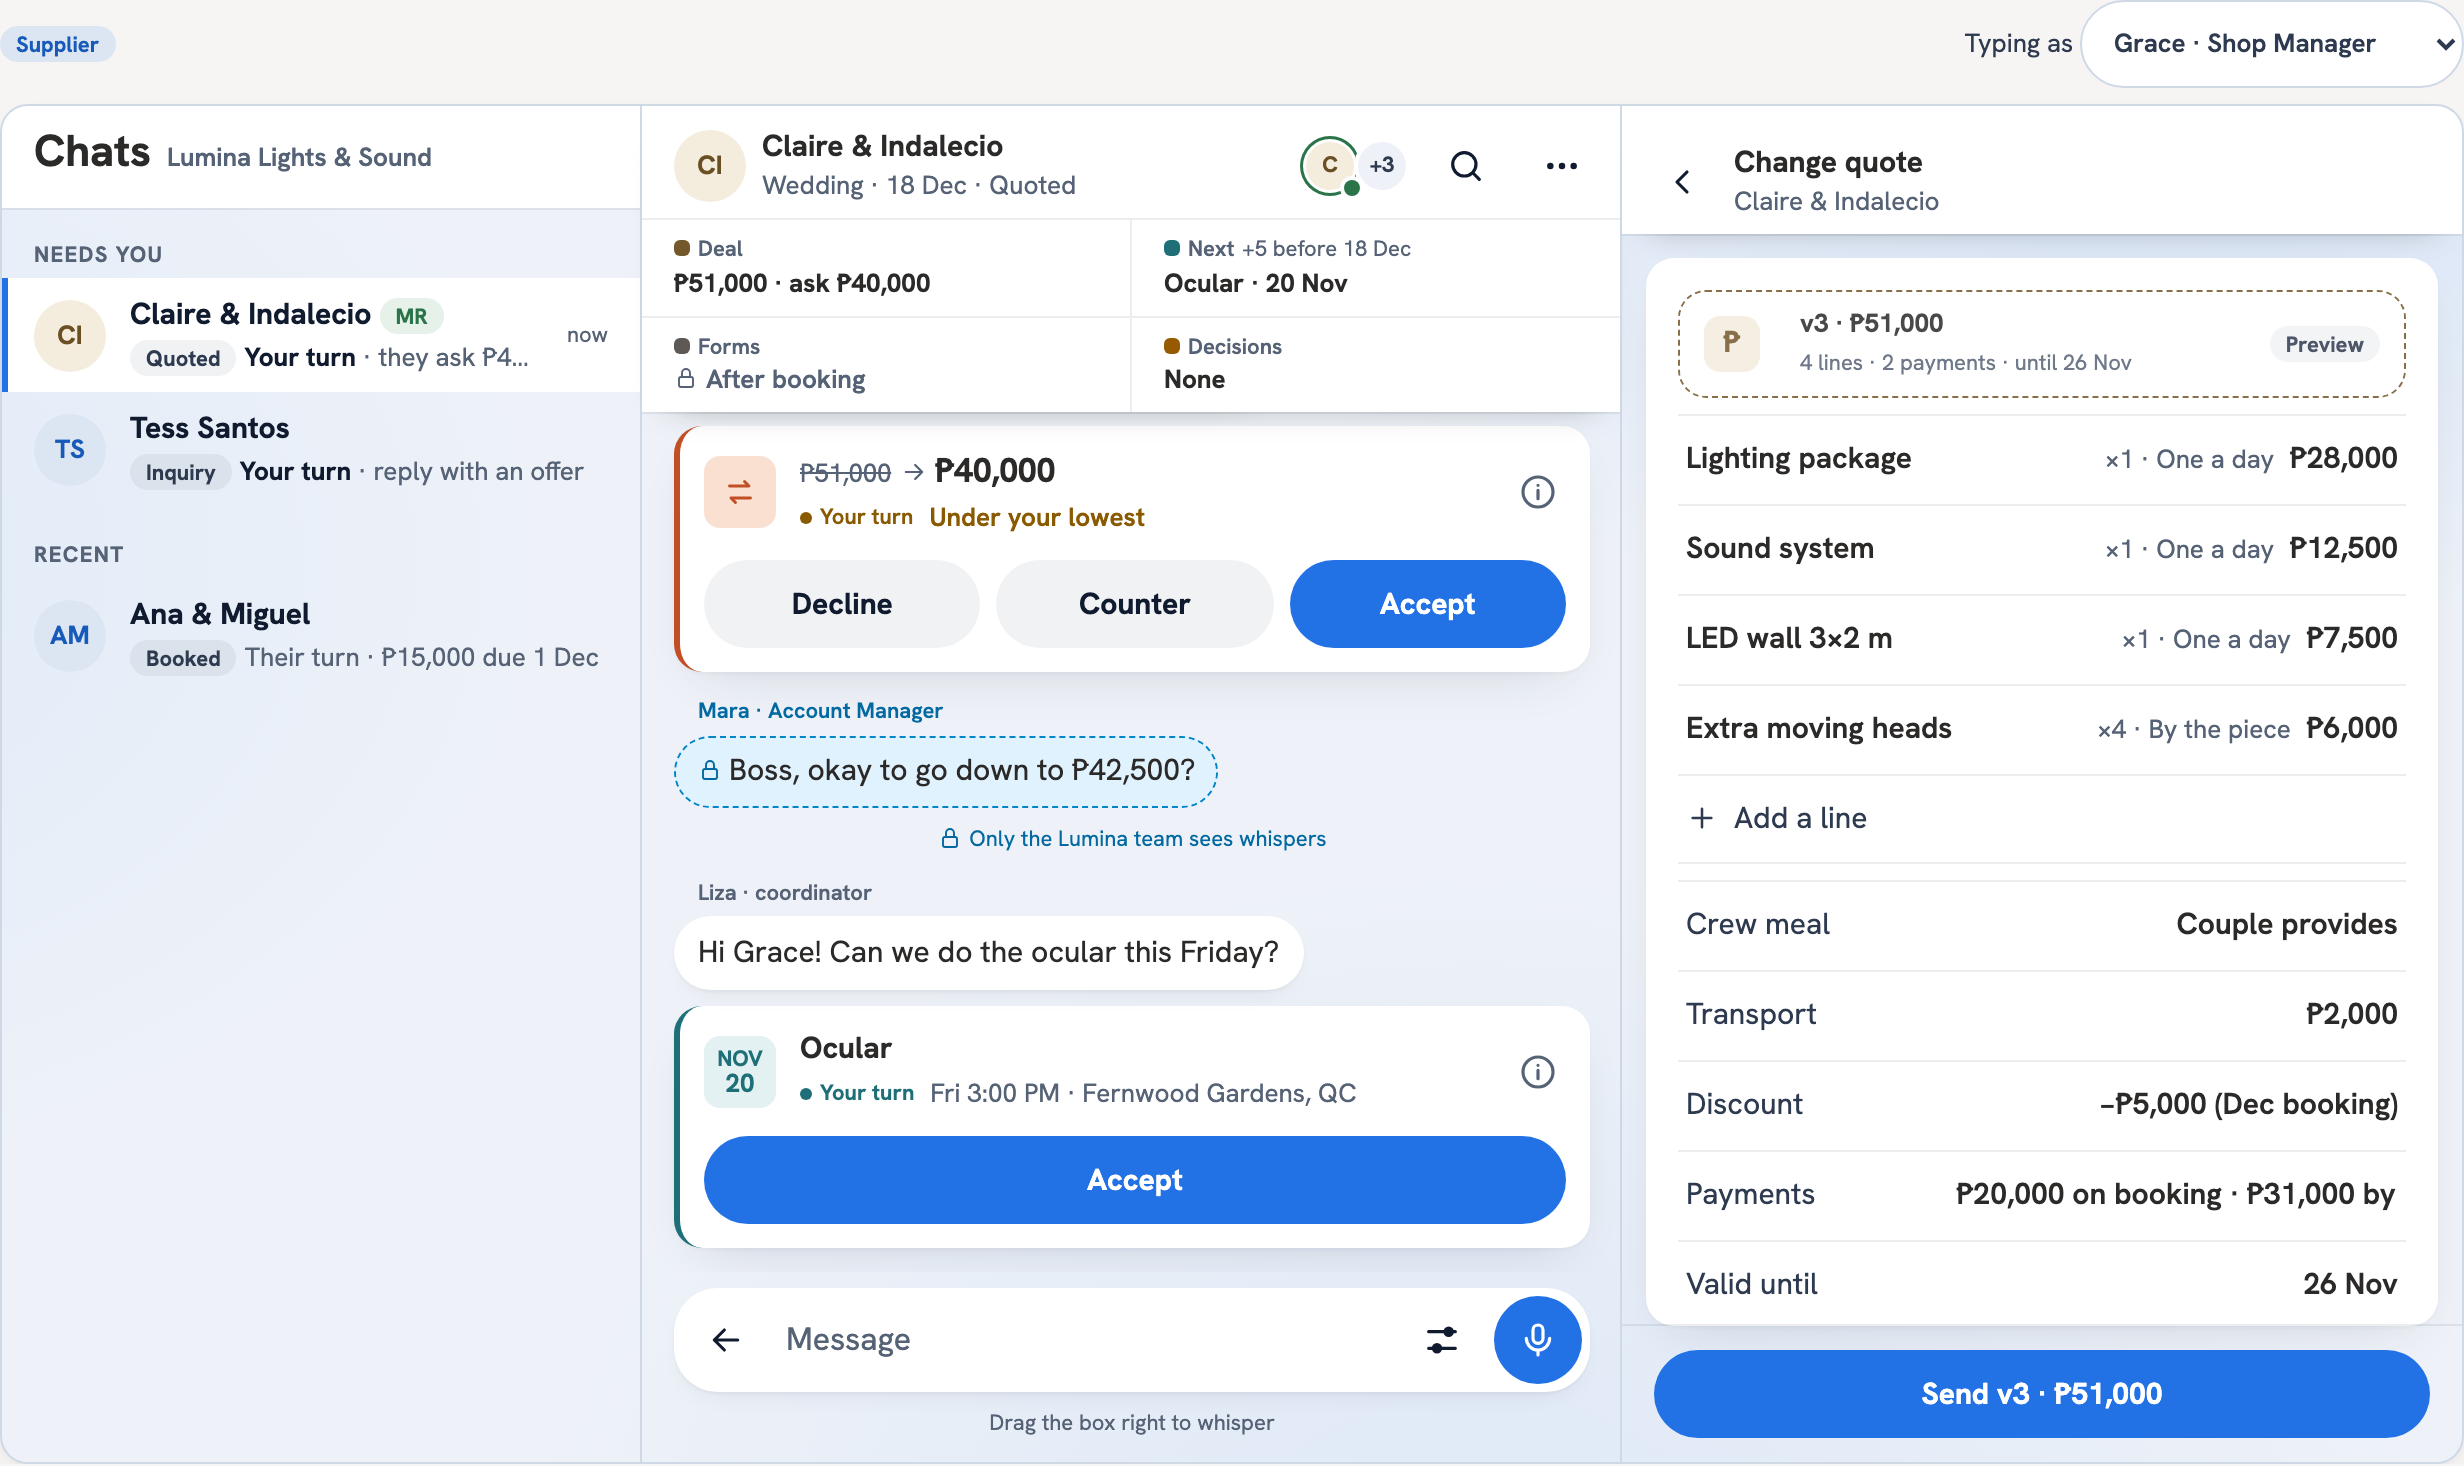 Supplier
Typing as Grace · Shop Manager
Chats Lumina Lights & Sound
NEEDS YOU
CI
Claire & Indalecio MR
now
Quoted Your turn · they ask ₱4...
TS
Tess Santos
Inquiry Your turn · reply with an offer
RECENT
AM
Ana & Miguel
Booked Their turn · ₱15,000 due 1 Dec
CI
Claire & Indalecio
Wedding · 18 Dec · Quoted
C +3
Deal
₱51,000 · ask ₱40,000
Next +5 before 18 Dec
Ocular · 20 Nov
Forms
After booking
Decisions
None
₱51,000 → ₱40,000
Your turn Under your lowest
Decline
Counter
Accept
Mara · Account Manager
Boss, okay to go down to ₱42,500?
Only the Lumina team sees whispers
Liza · coordinator
Hi Grace! Can we do the ocular this Friday?
NOV
20
Ocular
Your turn Fri 3:00 PM · Fernwood Gardens, QC
Accept
Message
Drag the box right to whisper
Change quote
Claire & Indalecio
₱
v3 · ₱51,000
4 lines · 2 payments · until 26 Nov
Preview
Lighting package ×1 · One a day ₱28,000
Sound system ×1 · One a day ₱12,500
LED wall 3×2 m ×1 · One a day ₱7,500
Extra moving heads ×4 · By the piece ₱6,000
+ Add a line
Crew meal Couple provides
Transport ₱2,000
Discount –₱5,000 (Dec booking)
Payments ₱20,000 on booking · ₱31,000 by
Valid until 26 Nov
Send v3 · ₱51,000